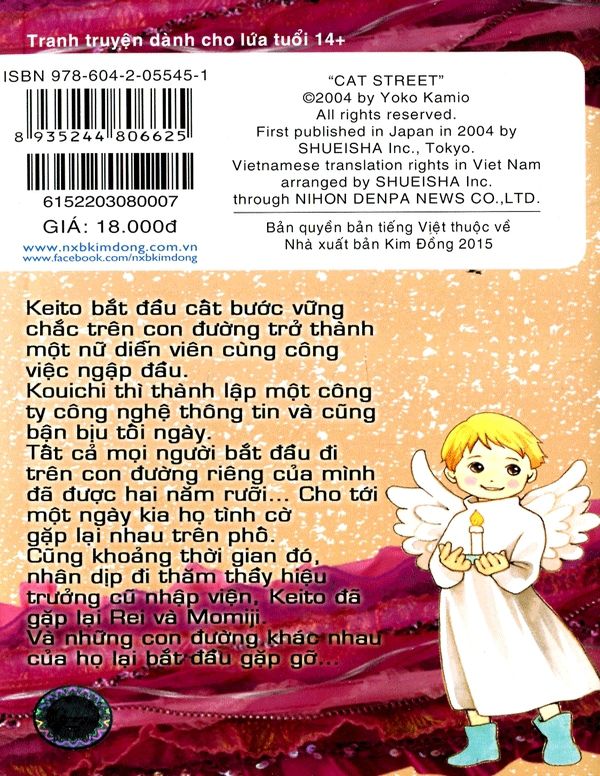 Tranh truyện dành cho lứa tuổi 14+
ISBN 978-604-2-05545-1
8 935244 806625
6152203080007
GIÁ: 18.000đ
www.nxbkimdong.com.vn
www.facebook.com/nxbkimdong
“CAT STREET”
©2004 by Yoko Kamio
All rights reserved.
First published in Japan in 2004 by
SHUEISHA Inc., Tokyo.
Vietnamese translation rights in Viet Nam
arranged by SHUEISHA Inc.
through NIHON DENPA NEWS CO.,LTD.
Bản quyền bản tiếng Việt thuộc về
Nhà xuất bản Kim Đồng 2015
Keito bắt đầu cất bước vững
chắc trên con đường trở thành
một nữ diễn viên cùng công
việc ngập đầu.
Kouichi thì thành lập một công
ty công nghệ thông tin và cũng
bận bịu tối ngày.
Tất cả mọi người bắt đầu đi
trên con đường riêng của mình
đã được hai năm rưỡi... Cho tới
một ngày kia họ tình cờ
gặp lại nhau trên phố.
Cũng khoảng thời gian đó,
nhân dịp đi thăm thầy hiệu
trưởng cũ nhập viện, Keito đã
gặp lại Rei và Momiji.
Và những con đường khác nhau
của họ lại bắt đầu gặp gỡ...